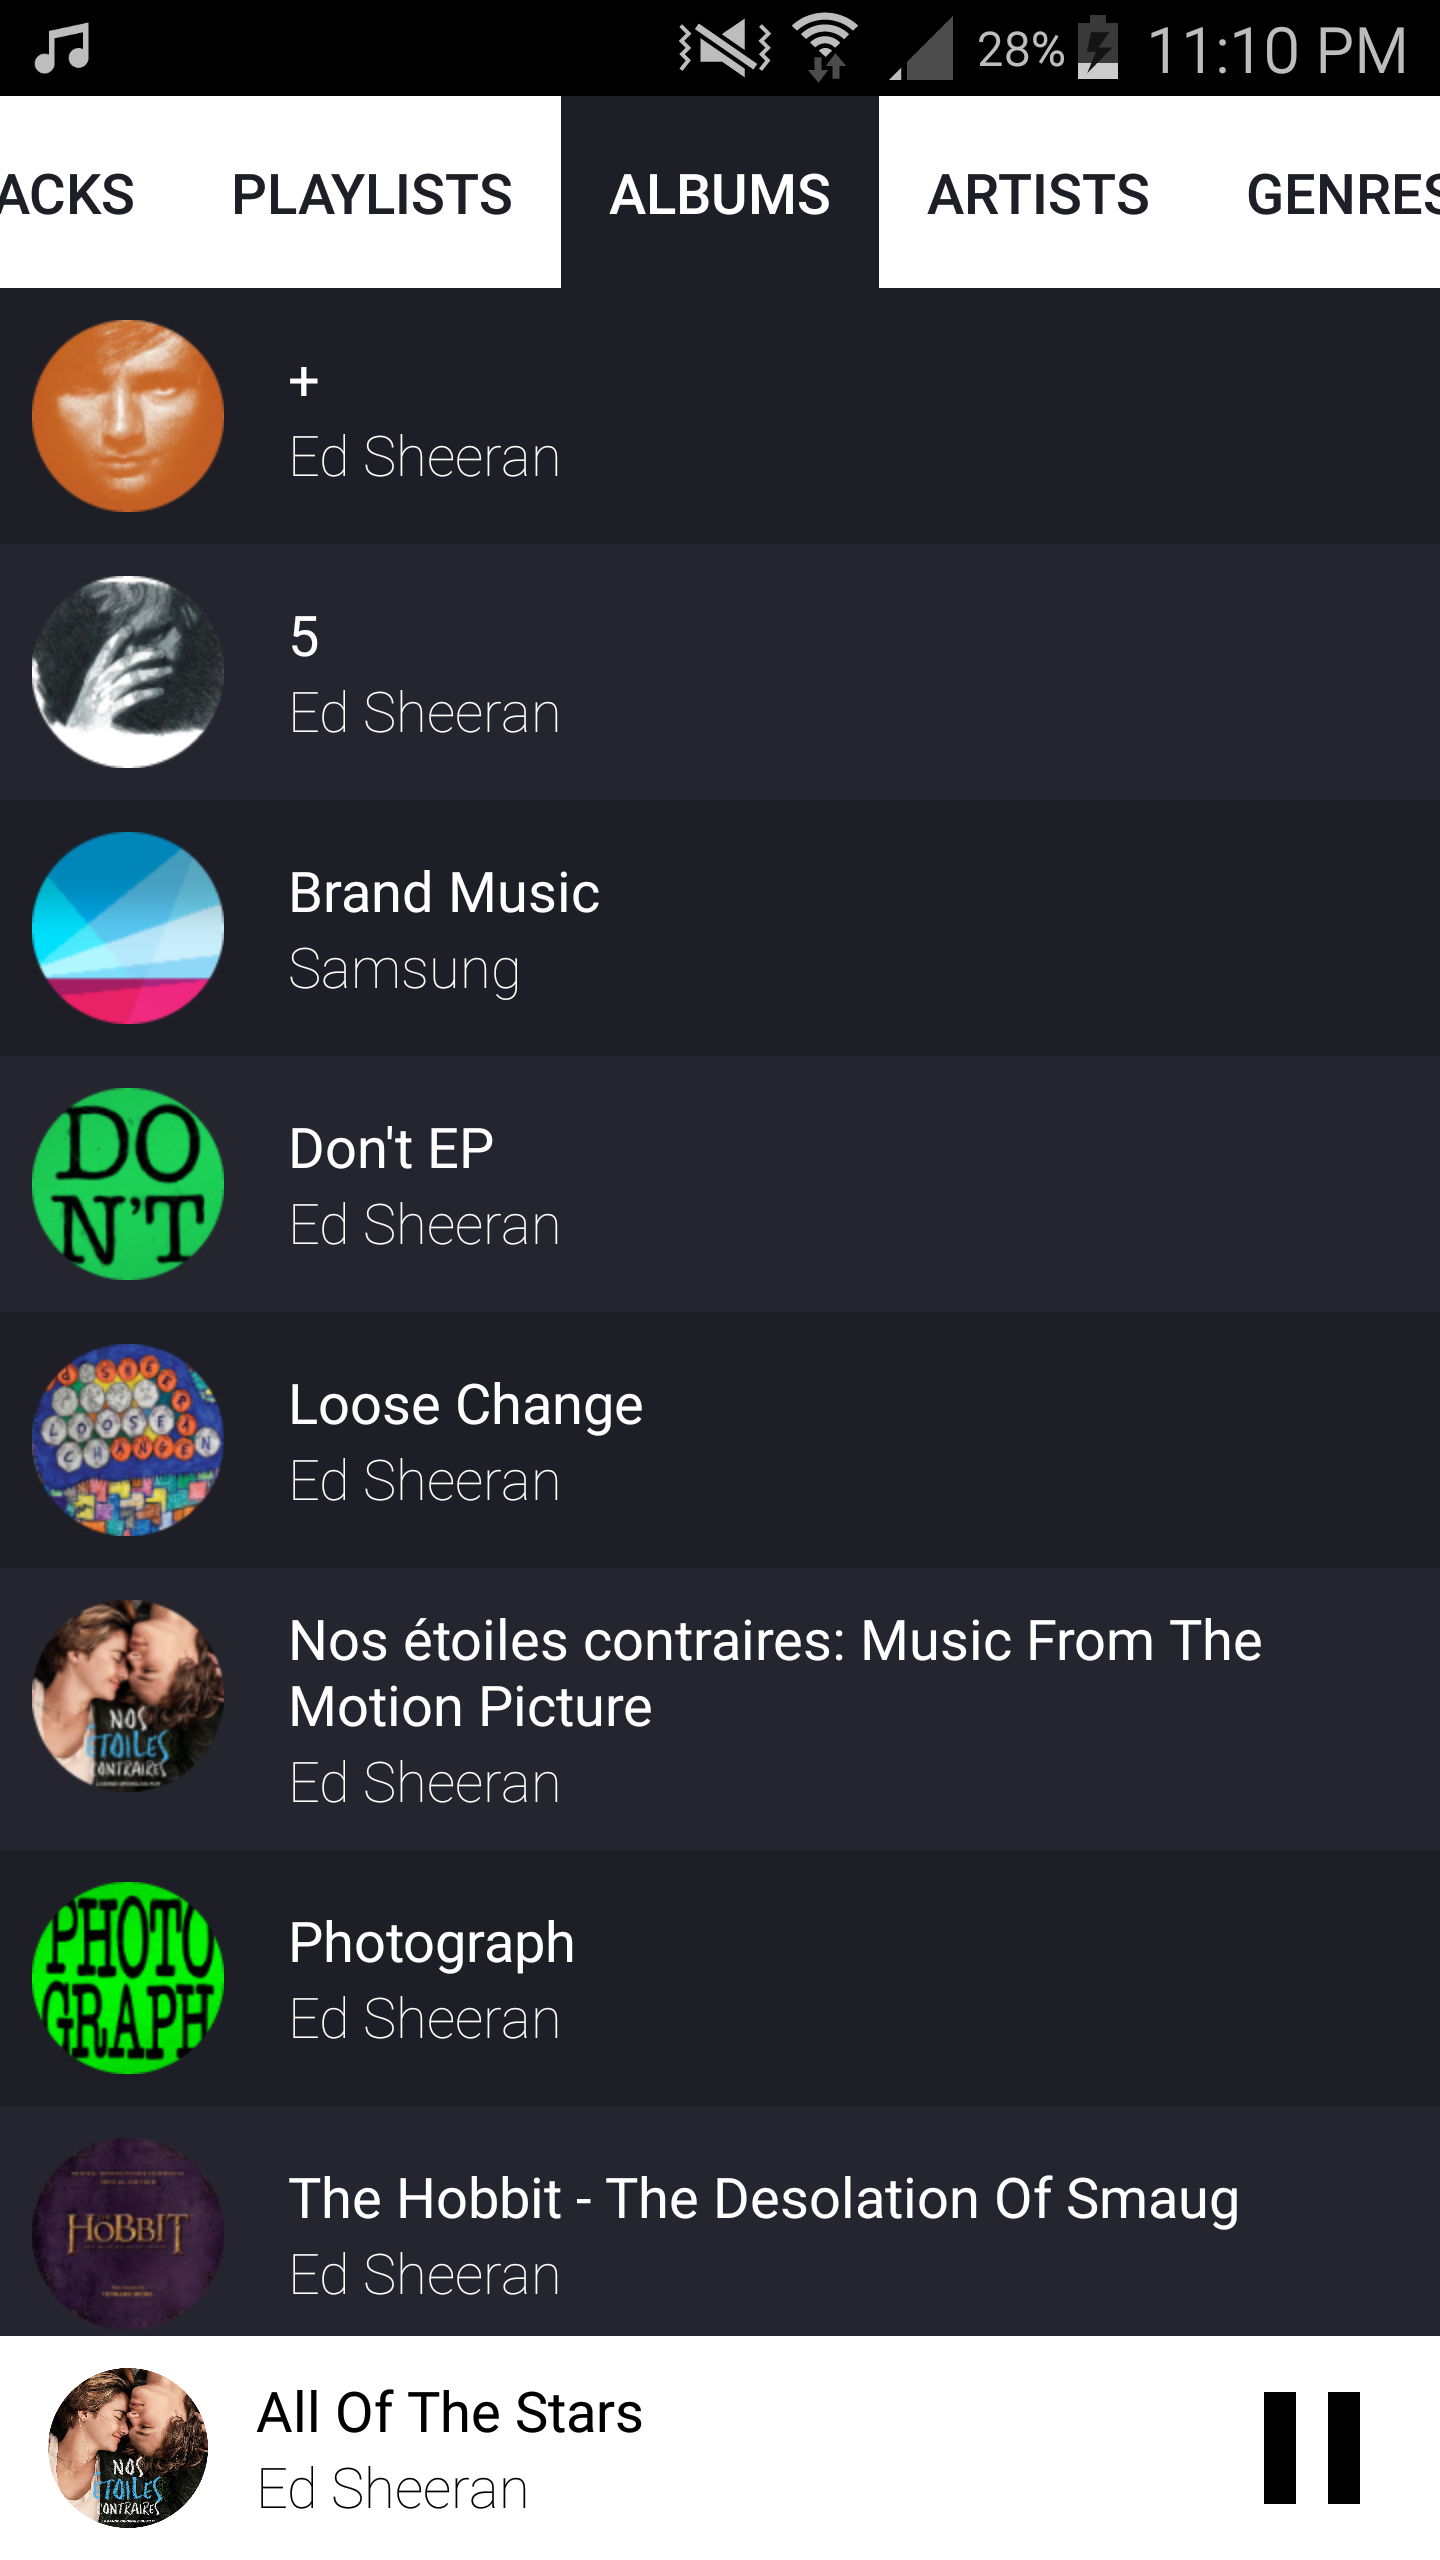 28% 11:10 PM
ACKS PLAYLISTS ALBUMS ARTISTS GENRES
+
Ed Sheeran
5
Ed Sheeran
Brand Music
Samsung
DO
N'T
Don't EP
Ed Sheeran
LOOSE
CHANGE
Loose Change
Ed Sheeran
NOS
ÉTOILES
CONTRAIRES
Nos étoiles contraires: Music From The
Motion Picture
Ed Sheeran
PHOTO
GRAPH
Photograph
Ed Sheeran
HOBBIT
The Hobbit - The Desolation Of Smaug
Ed Sheeran
NOS
ÉTOILES
CONTRAIRES
All Of The Stars
Ed Sheeran